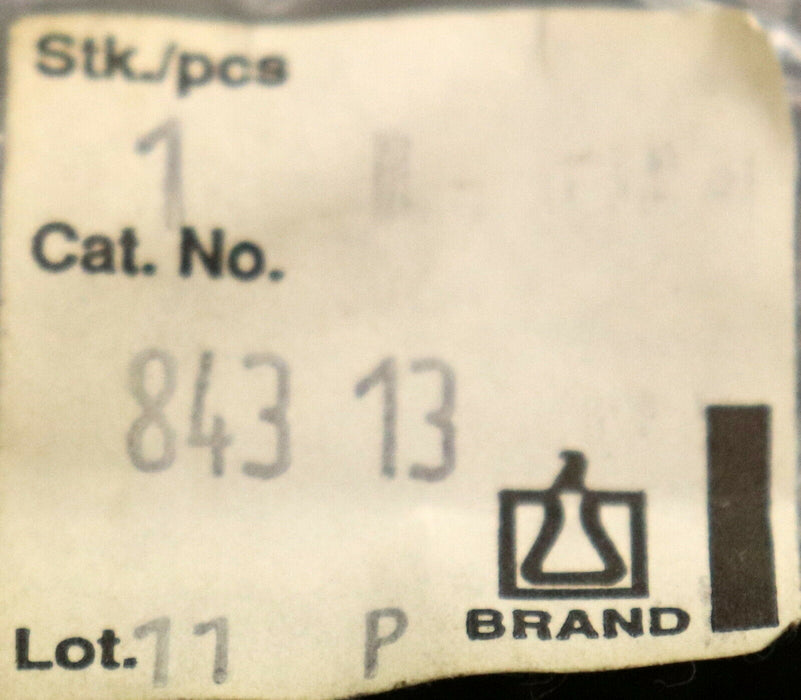 Stk./pcs
1
Cat. No.
843 13
BRAND
Lot. 11 P